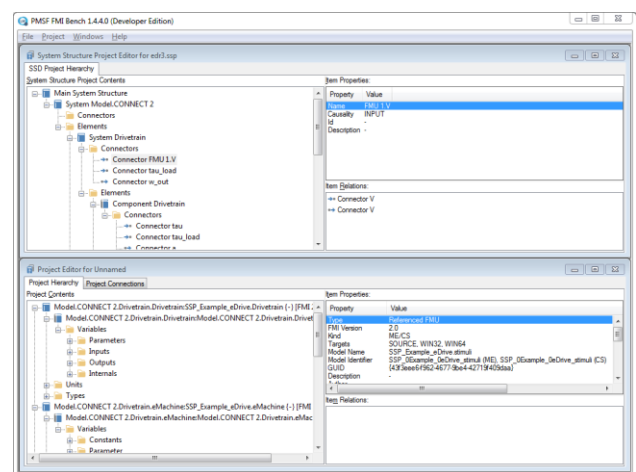 PMSF FMI Bench 1.4.4.0 (Developer Edition)
File Project Windows Help
System Structure Project Editor for edr3.ssp
SSD Project Hierarchy
System Structure Project Contents
Main System Structure
System Model.CONNECT 2
Connectors
Elements
System Drivetrain
Connectors
Connector FMU 1.V
Connector tau_load
Connector w_out
Elements
Component Drivetrain
Connectors
Connector tau
Connector tau_load
Connector e
Item Properties:
Property Value
Name FMU 1.V
Causality INPUT
Id -
Description -
Item Relations:
Connector V
Connector V
Project Editor for Unnamed
Project Hierarchy Project Connections
Project Contents
Model.CONNECT 2.Drivetrain.Drivetrain:SSP_Example_eDrive.Drivetrain (-) [FMI
Model.CONNECT 2.Drivetrain.Drivetrain:Model.CONNECT 2.Drivetrain.Drivet
Variables
Parameters
Inputs
Outputs
Internals
Units
Types
Model.CONNECT 2.Drivetrain.eMachine:SSP_Example_eDrive.eMachine (-) [FMI
Model.CONNECT 2.Drivetrain.eMachine:Model.CONNECT 2.Drivetrain.eMac
Variables
Constants
Parameter
Item Properties:
Property Value
Type Referenced FMU
FMI Version 2.0
Kind ME/CS
Targets SOURCE, WIN32, WIN64
Model Name SSP_Example_eDrive.stimuli
Model Identifier SSP_0Example_0eDrive_stimuli (ME), SSP_0Example_0eDrive_stimuli (CS)
GUID
Description -
Item Relations: